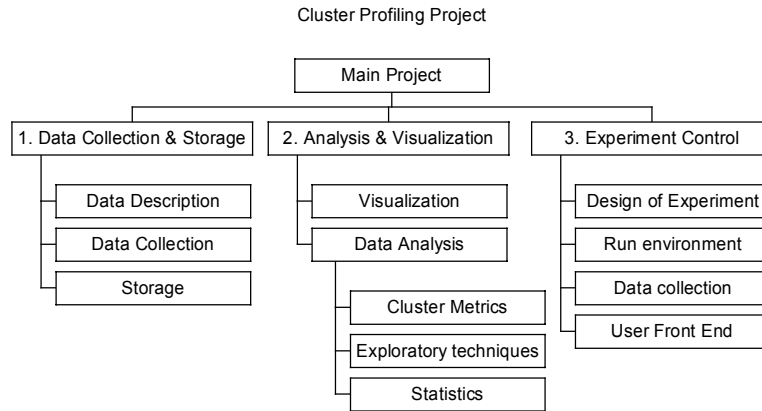 Cluster Profiling Project
Main Project
1. Data Collection & Storage
2. Analysis & Visualization
3. Experiment Control
Data Description
Data Collection
Storage
Visualization
Data Analysis
Cluster Metrics
Exploratory techniques
Statistics
Design of Experiment
Run environment
Data collection
User Front End